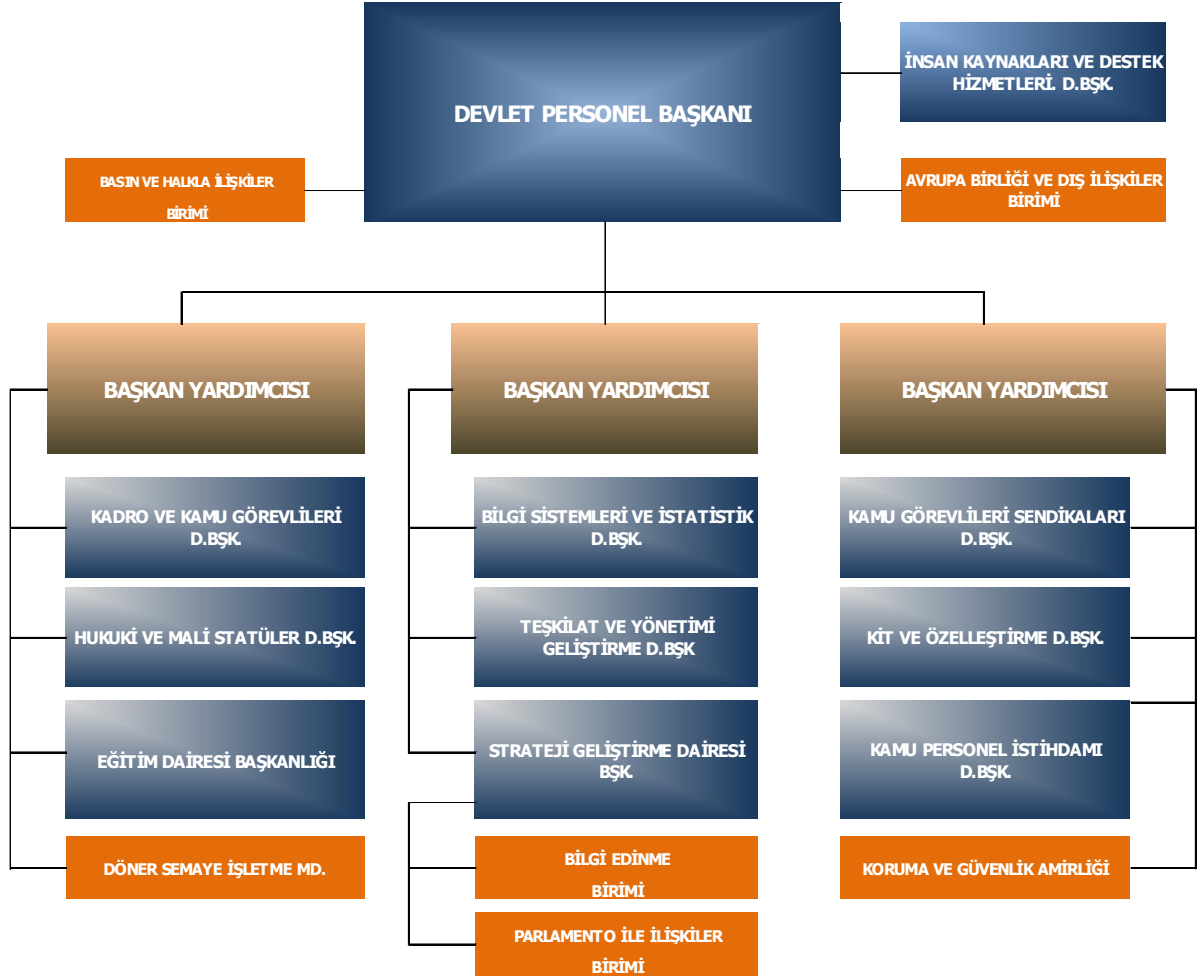 DEVLET PERSONEL BAŞKANI
İNSAN KAYNAKLARI VE DESTEK
HİZMETLERİ. D.BŞK.
BASIN VE HALKLA İLİŞKİLER
BİRİMİ
AVRUPA BİRLİĞİ VE DIŞ İLİŞKİLER
BİRİMİ
BAŞKAN YARDIMCISI
BAŞKAN YARDIMCISI
BAŞKAN YARDIMCISI
KADRO VE KAMU GÖREVLİLERİ
D.BŞK.
BİLGİ SİSTEMLERİ VE İSTATİSTİK
D.BŞK.
KAMU GÖREVLİLERİ SENDİKALARI
D.BŞK.
HUKUKİ VE MALİ STATÜLER D.BŞK.
TEŞKİLAT VE YÖNETİMİ
GELİŞTİRME D.BŞK
KİT VE ÖZELLEŞTİRME D.BŞK.
EĞİTİM DAİRESİ BAŞKANLIĞI
STRATEJİ GELİŞTİRME DAİRESİ
BŞK.
KAMU PERSONEL İSTİHDAMI
D.BŞK.
DÖNER SEMAYE İŞLETME MD.
BİLGİ EDİNME
BİRİMİ
KORUMA VE GÜVENLİK AMİRLİĞİ
PARLAMENTO İLE İLİŞKİLER
BİRİMİ